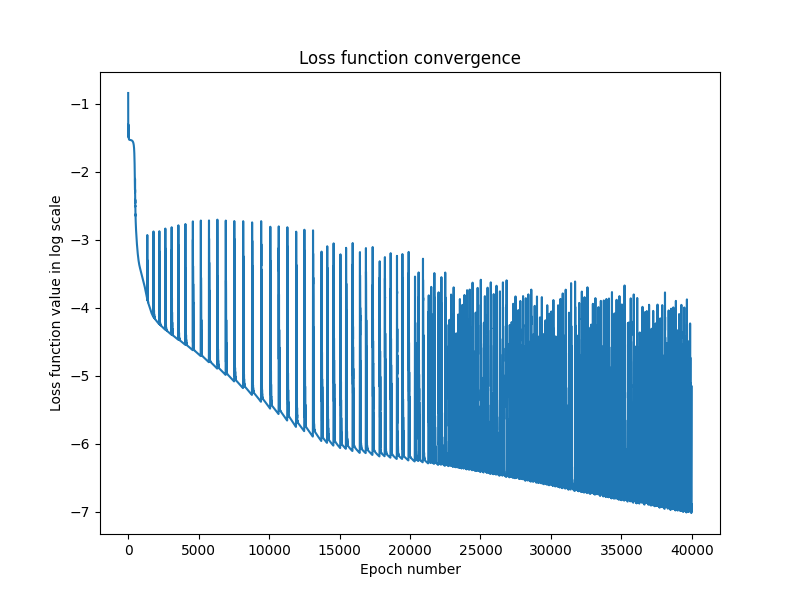 Loss function convergence
Loss function value in log scale
−1
−2
−3
−4
−5
−6
−7
0 5000 10000 15000 20000 25000 30000 35000 40000
Epoch number